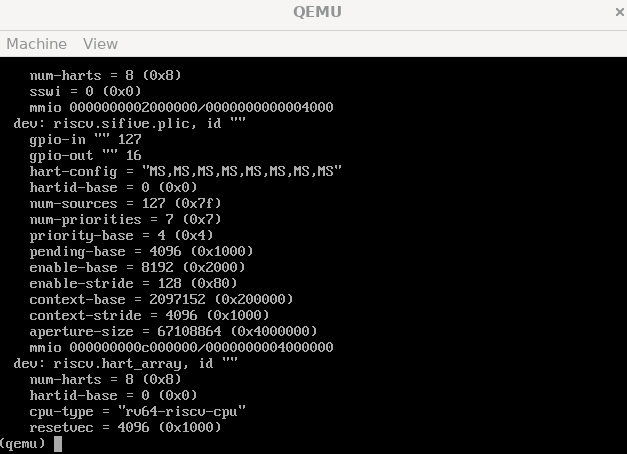 QEMU
×
Machine View
num-harts = 8 (0x8)
sswi = 0 (0x0)
mmio 0000000002000000/0000000000004000
dev: riscv.sifive.plic, id ""
gpio-in "" 127
gpio-out "" 16
hart-config = "MS,MS,MS,MS,MS,MS,MS,MS"
hartid-base = 0 (0x0)
num-sources = 127 (0x7f)
num-priorities = 7 (0x7)
priority-base = 4 (0x4)
pending-base = 4096 (0x1000)
enable-base = 8192 (0x2000)
enable-stride = 128 (0x80)
context-base = 2097152 (0x200000)
context-stride = 4096 (0x1000)
aperture-size = 67108864 (0x4000000)
mmio 000000000c000000/0000000004000000
dev: riscv.hart_array, id ""
num-harts = 8 (0x8)
hartid-base = 0 (0x0)
cpu-type = "rv64-riscv-cpu"
resetvec = 4096 (0x1000)
(qemu)